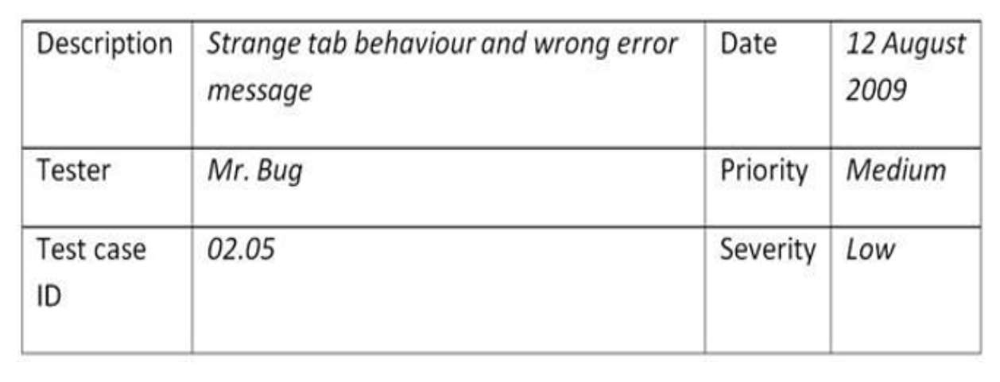 Description Strange tab behaviour and wrong error Date 12 August
message 2009
Tester Mr. Bug Priority Medium
Test case 02.05 Severity Low
ID